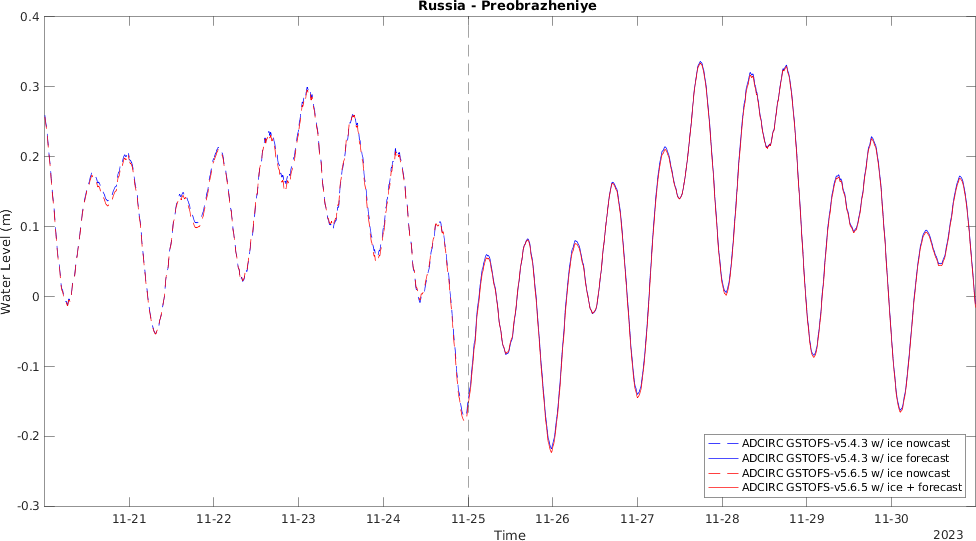 Russia - Preobrazheniye
0.4
0.3
0.2
0.1
0
-0.1
-0.2
-0.3
Water Level (m)
11-21 11-22 11-23 11-24 11-25 11-26 11-27 11-28 11-29 11-30
Time
2023
ADCIRC GSTOFS-v5.4.3 w/ ice nowcast
ADCIRC GSTOFS-v5.4.3 w/ ice forecast
ADCIRC GSTOFS-v5.6.5 w/ ice nowcast
ADCIRC GSTOFS-v5.6.5 w/ ice + forecast